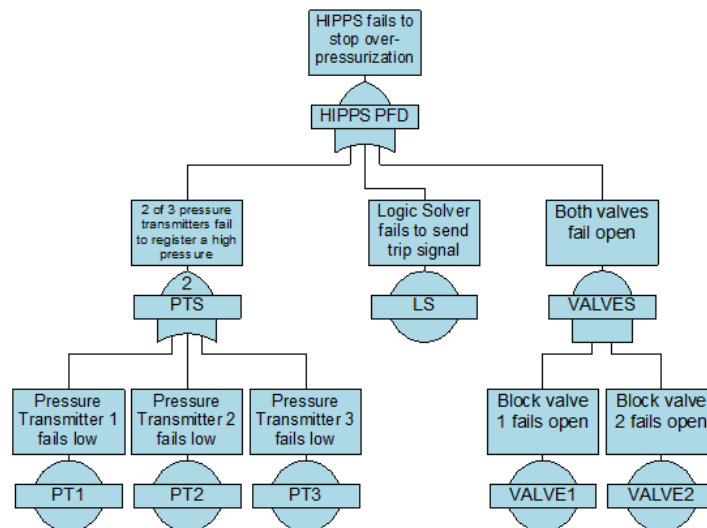 HIPPS fails to
stop over-
pressurization
HIPPS PFD
2 of 3 pressure
transmitters fail
to register a high
pressure
2
PTS
Logic Solver
fails to send
trip signal
LS
Both valves
fail open
VALVES
Pressure
Transmitter 1
fails low
PT1
Pressure
Transmitter 2
fails low
PT2
Pressure
Transmitter 3
fails low
PT3
Block valve
1 fails open
VALVE1
Block valve
2 fails open
VALVE2